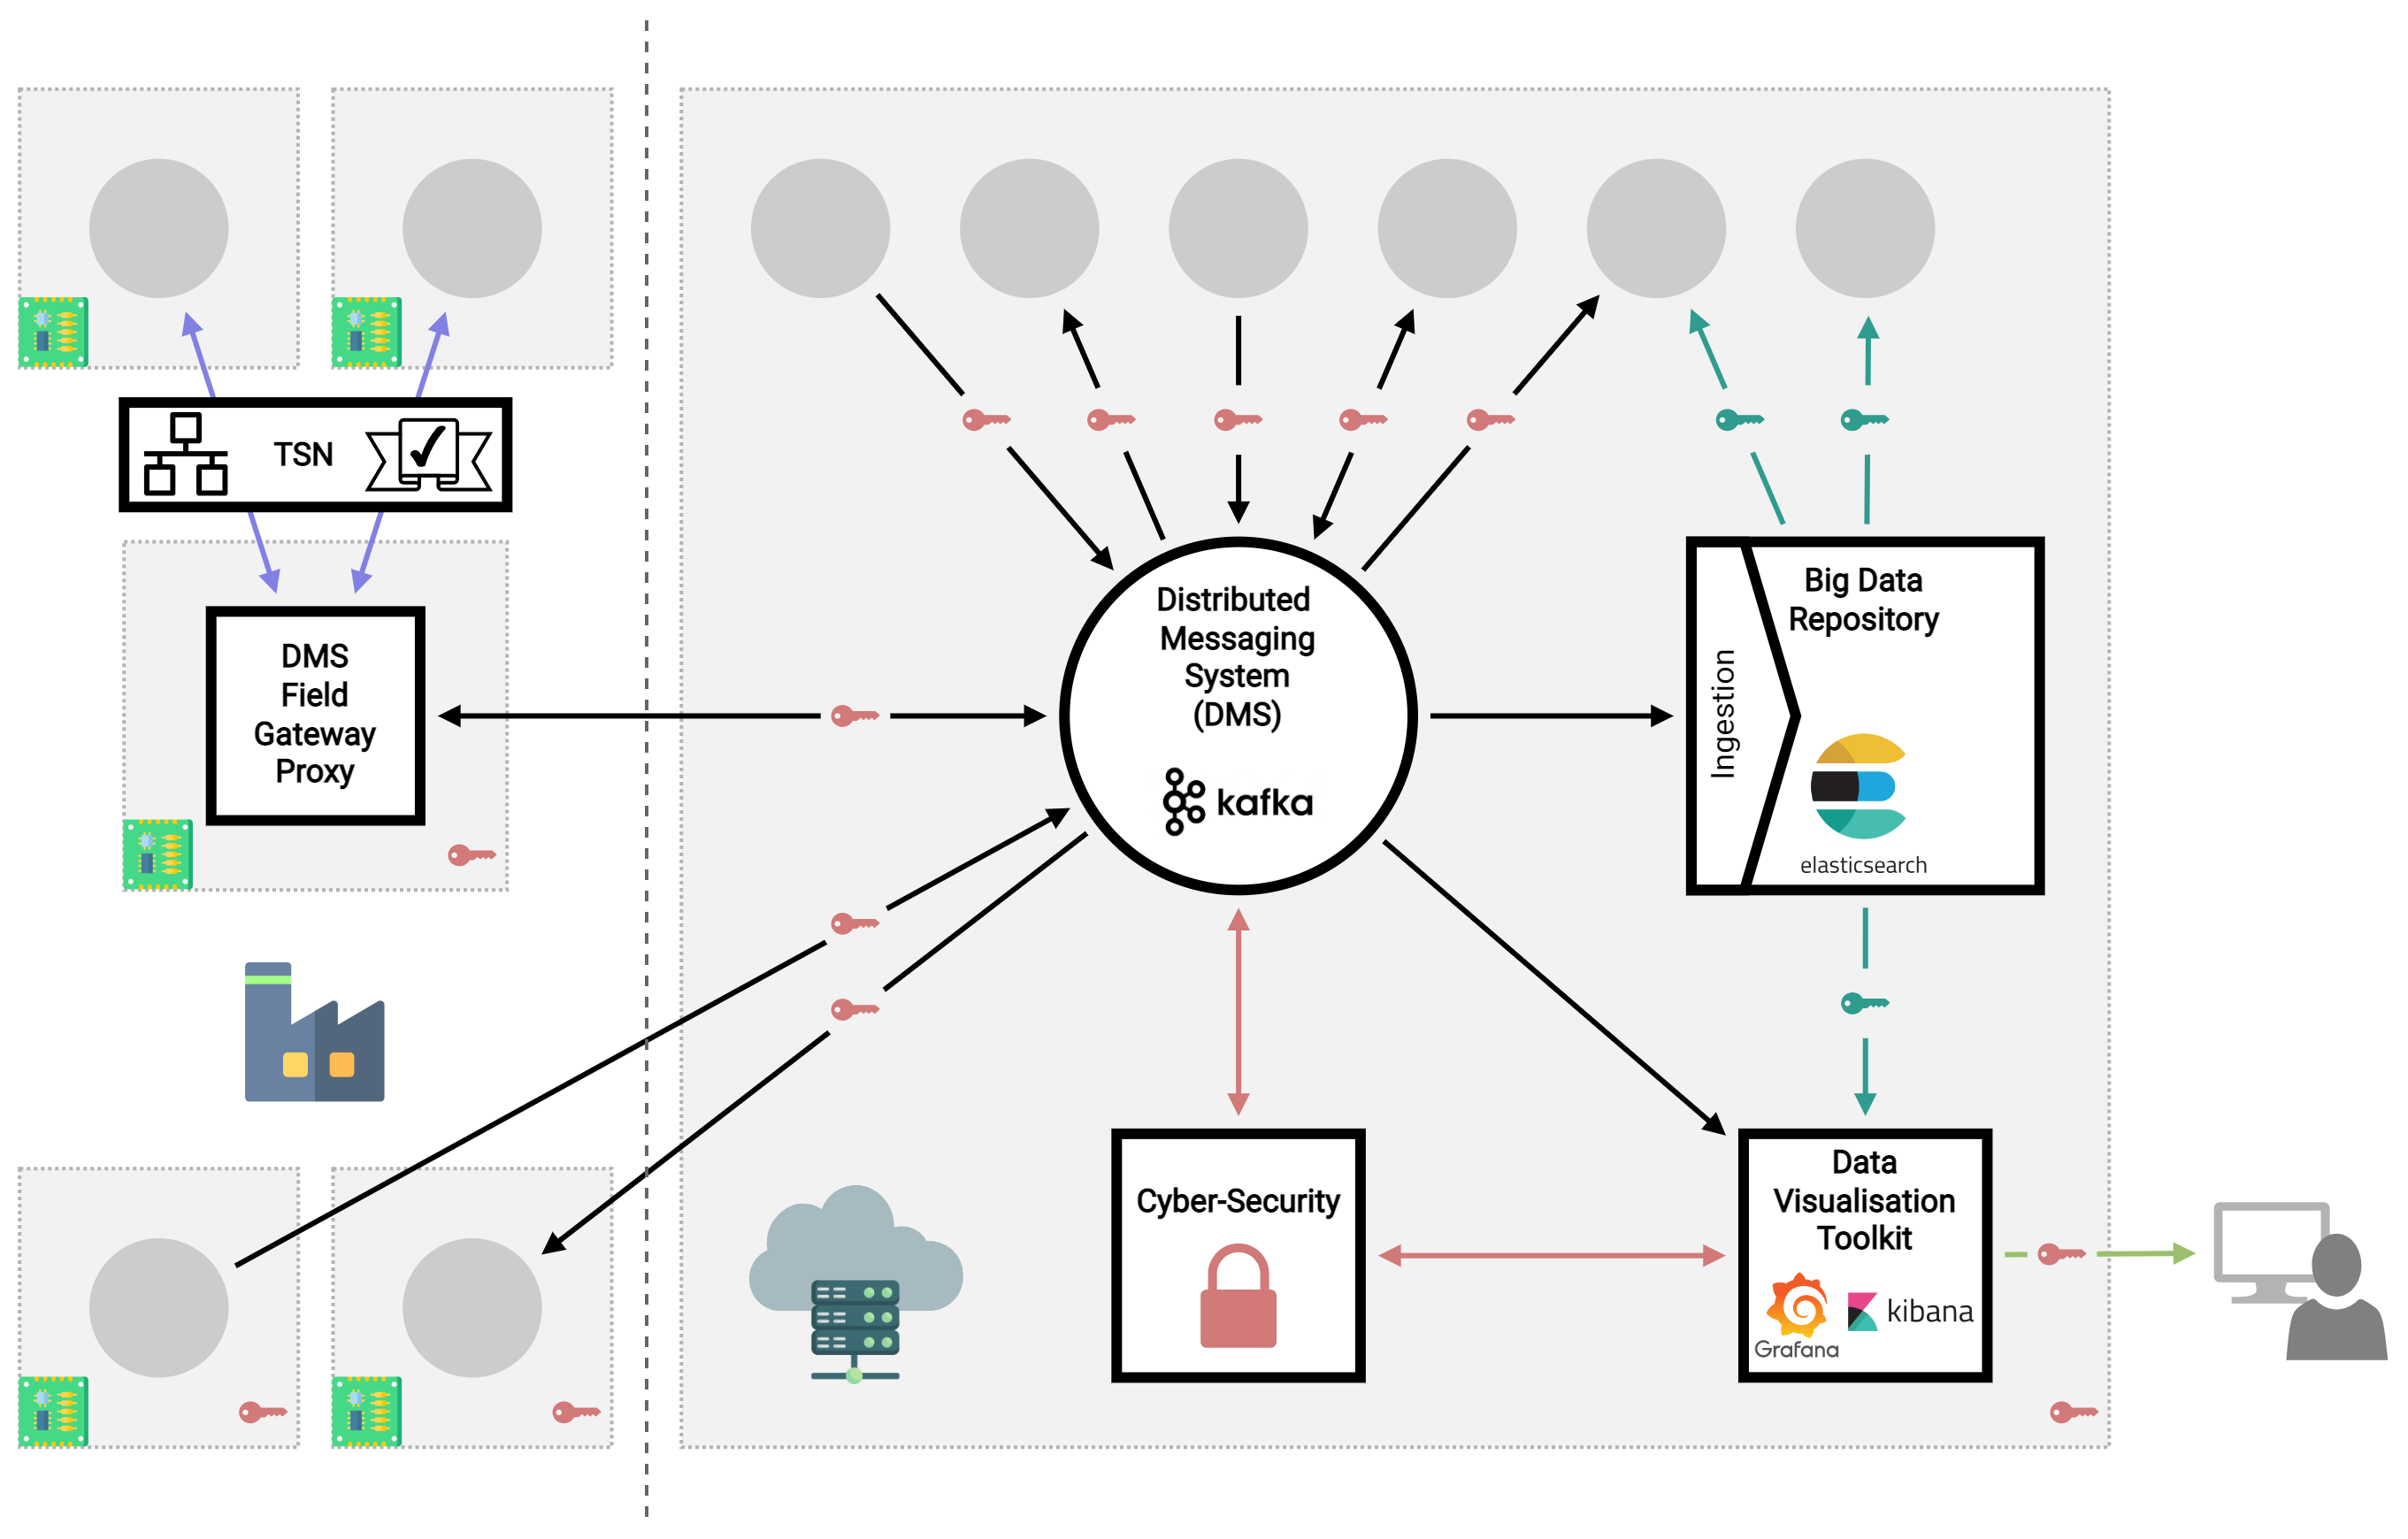 TSN
DMS
Field
Gateway
Proxy
Distributed
Messaging
System
(DMS)
kafka
Ingestion
Big Data
Repository
elasticsearch
Cyber-Security
Data
Visualisation
Toolkit
Grafana
kibana